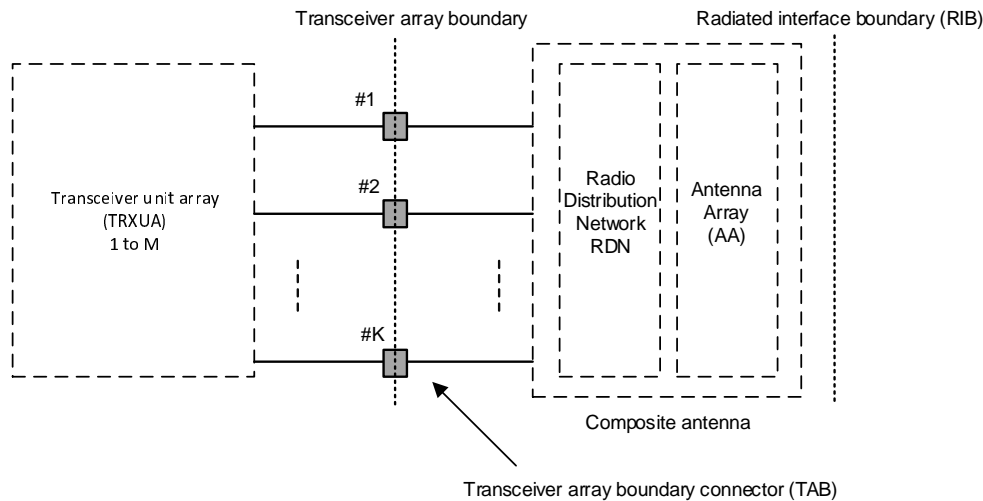 Transceiver array boundary
Radiated interface boundary (RIB)
#1
#2
#K
Transceiver unit array
(TRXUA)
1 to M
Radio
Distribution
Network
RDN
Antenna
Array
(AA)
Composite antenna
Transceiver array boundary connector (TAB)